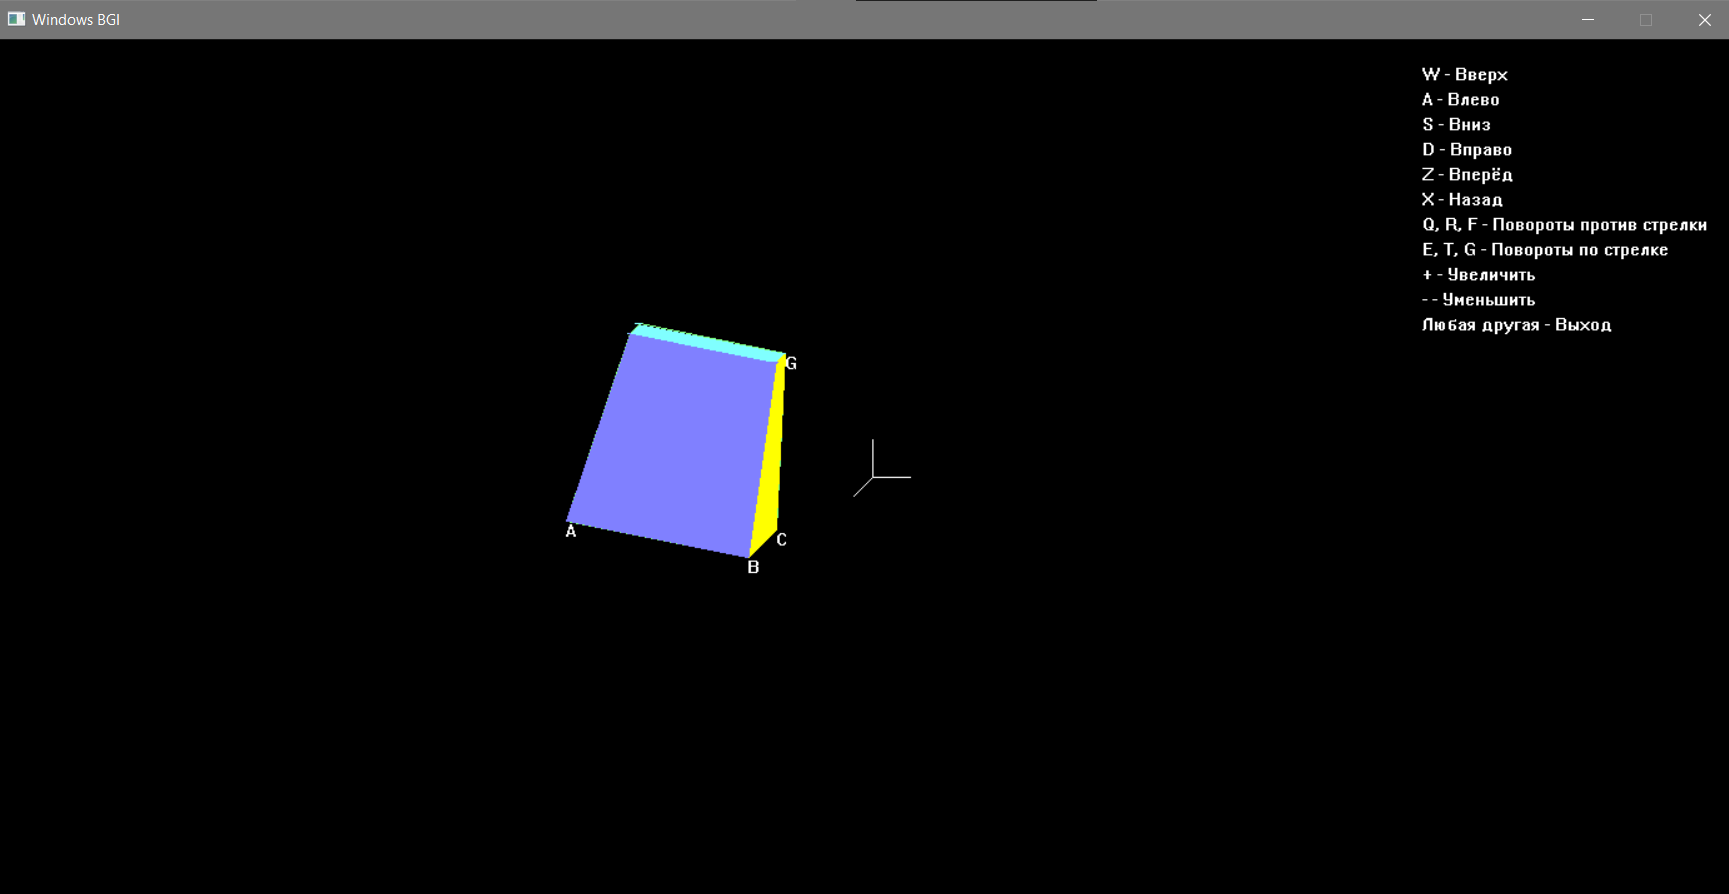 Windows BGI
W - Вверх
A - Влево
S - Вниз
D - Вправо
Z - Вперёд
X - Назад
Q, R, F - Повороты против стрелки
E, T, G - Повороты по стрелке
+ - Увеличить
- - Уменьшить
Любая другая - Выход
G
A
C
B